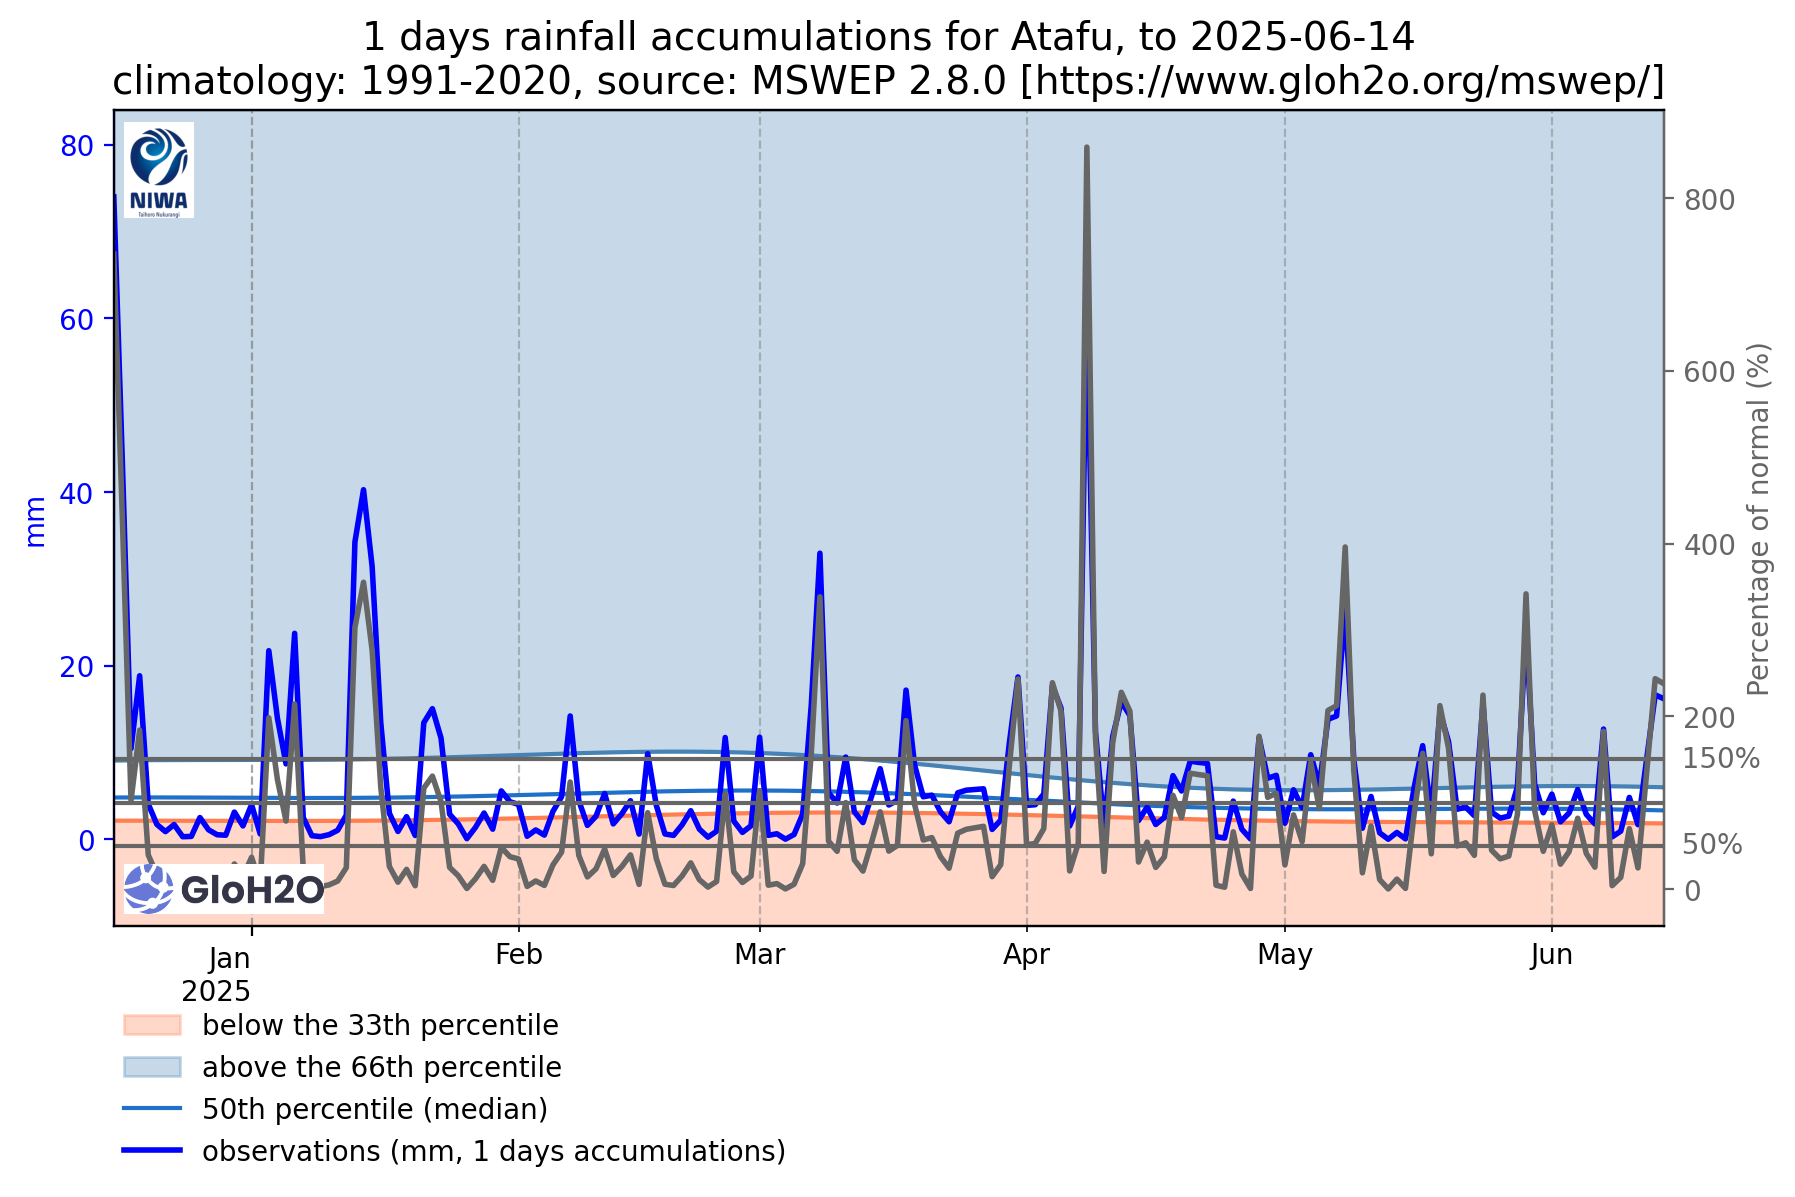 1 days rainfall accumulations for Atafu, to 2025-06-14
climatology: 1991-2020, source: MSWEP 2.8.0 [https://www.gloh2o.org/mswep/]
80
60
40
20
0
mm
NIWA
Taihoro Nukurangi
GloH2O
800
600
400
200
150%
50%
0
Percentage of normal (%)
Jan
2025
Feb
Mar
Apr
May
Jun
below the 33th percentile
above the 66th percentile
50th percentile (median)
observations (mm, 1 days accumulations)